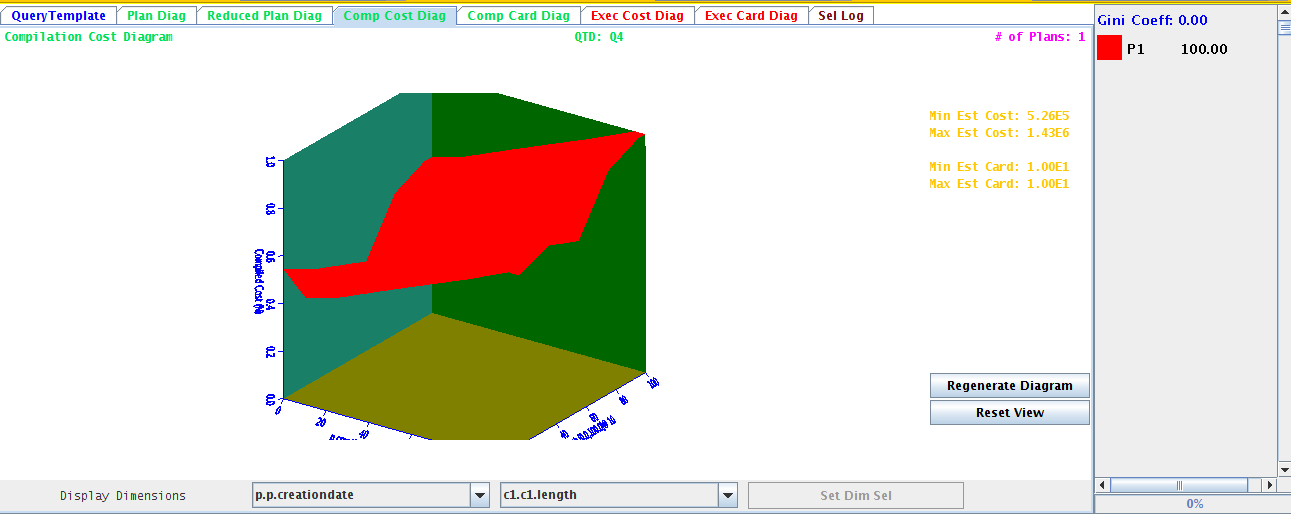 QueryTemplate Plan Diag Reduced Plan Diag Comp Cost Diag Comp Card Diag Exec Cost Diag Exec Card Diag Sel Log
Compilation Cost Diagram QTD: Q4 # of Plans: 1
Gini Coeff: 0.00
P1 100.00
Min Est Cost: 5.26E5
Max Est Cost: 1.43E6
Min Est Card: 1.00E1
Max Est Card: 1.00E1
1.0
0.8
0.6
Compiled Cost (N)
0.4
0.2
0.0
0 20 40
40 60 80 100
Regenerate Diagram
Reset View
Display Dimensions p.p.creationdate c1.c1.length Set Dim Sel
0%